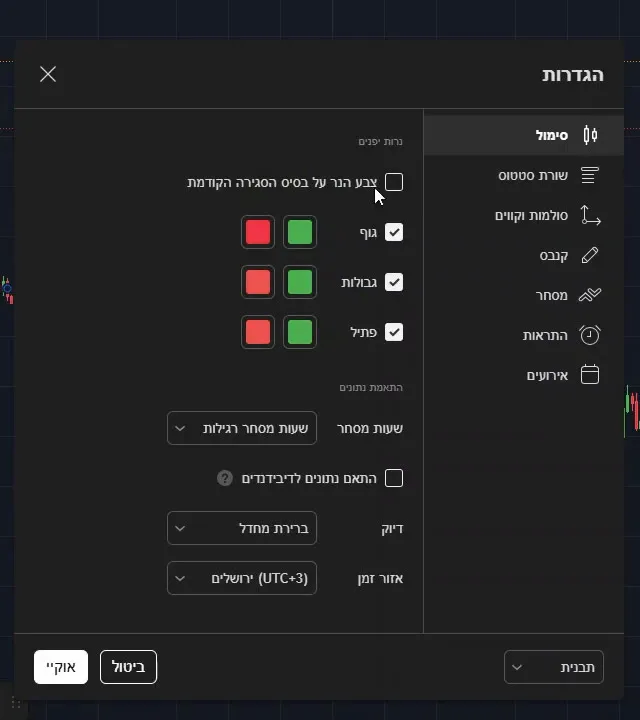 הגדרות
סימול
שורת סטטוס
סולמות וקווים
קנבס
מסחר
התראות
אירועים
נרות יפנים
צבע הנר על בסיס הסגירה הקודמת
גוף
גבולות
פתיל
התאמת נתונים
שעות מסחר
שעות מסחר רגילות
התאם נתונים לדיבידנדים ?
דיוק
ברירת מחדל
אזור זמן
(UTC+3) ירושלים
תבנית
ביטול
אוקיי